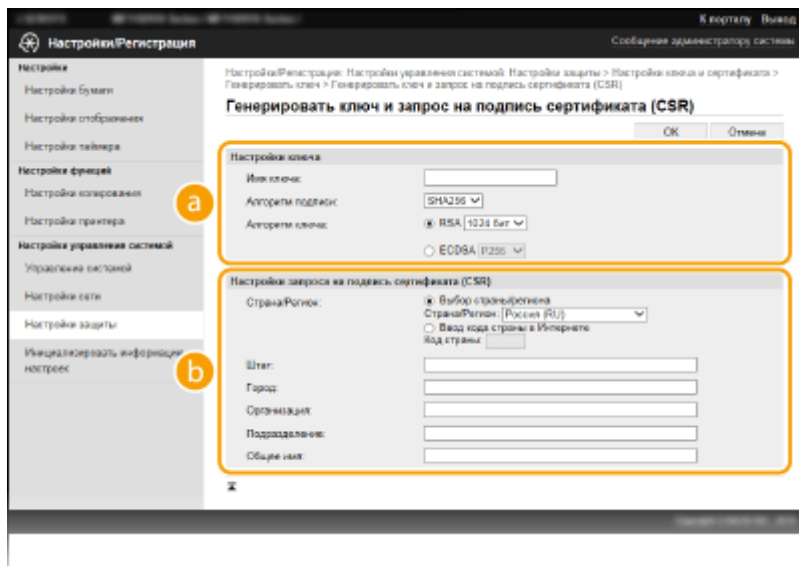 К порталу Выход
Настройки/Регистрация
Сообщение администратору системы
Настройки
Настройки бумаги
Настройки отображения
Настройки таймера
Настройки функций
Настройки копирования
Настройки принтера
Настройки управления системой
Управление системой
Настройки сети
Настройки защиты
Инициализировать информацию
настроек
Настройки/Регистрация: Настройки управления системой: Настройки защиты > Настройки ключа и сертификата >
Генерировать ключ > Генерировать ключ и запрос на подпись сертификата (CSR)
Генерировать ключ и запрос на подпись сертификата (CSR)
OK Отмена
a
Настройки ключа
Имя ключа:
Алгоритм подписи: SHA256
Алгоритм ключа: RSA 1024 бит
ECDSA P256
b
Настройки запроса на подпись сертификата (CSR)
Страна/Регион: Выбор страны/региона
Страна/Регион: Россия (RU)
Ввод кода страны в Интернете
Код страны:
Штат:
Город:
Организация:
Подразделение:
Общее имя: